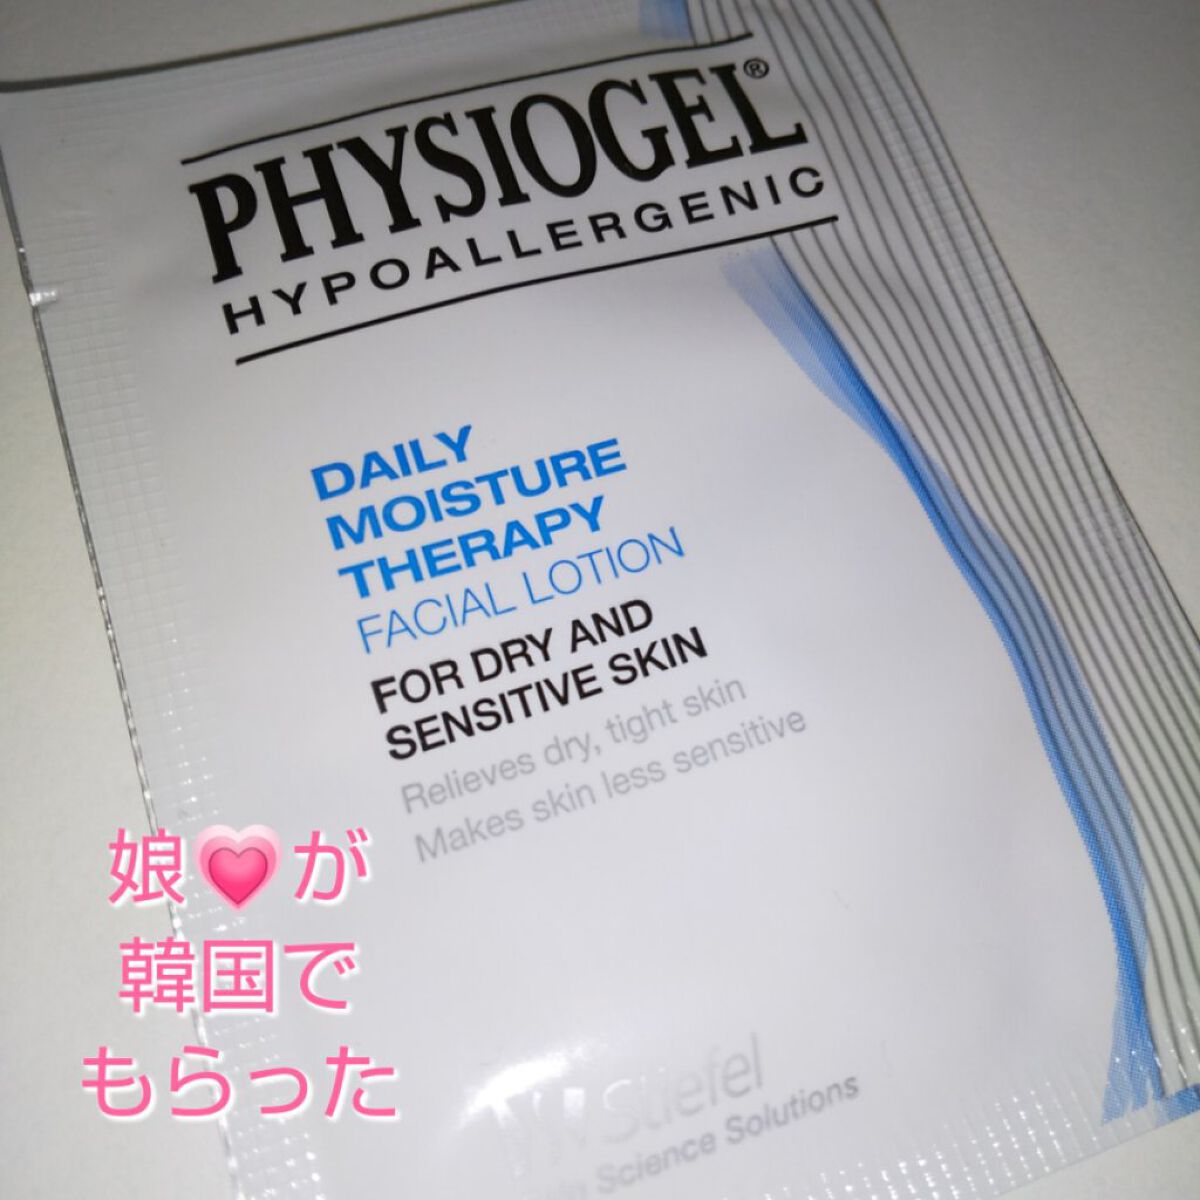 PHYSIOGEL®
HYPOALLERGENIC
DAILY
MOISTURE
THERAPY
FACIAL LOTION
FOR DRY AND
SENSITIVE SKIN
Relieves dry, tight skin
Makes skin less sensitive
娘💗が
韓国で
もらった
Stiefel
Science Solutions